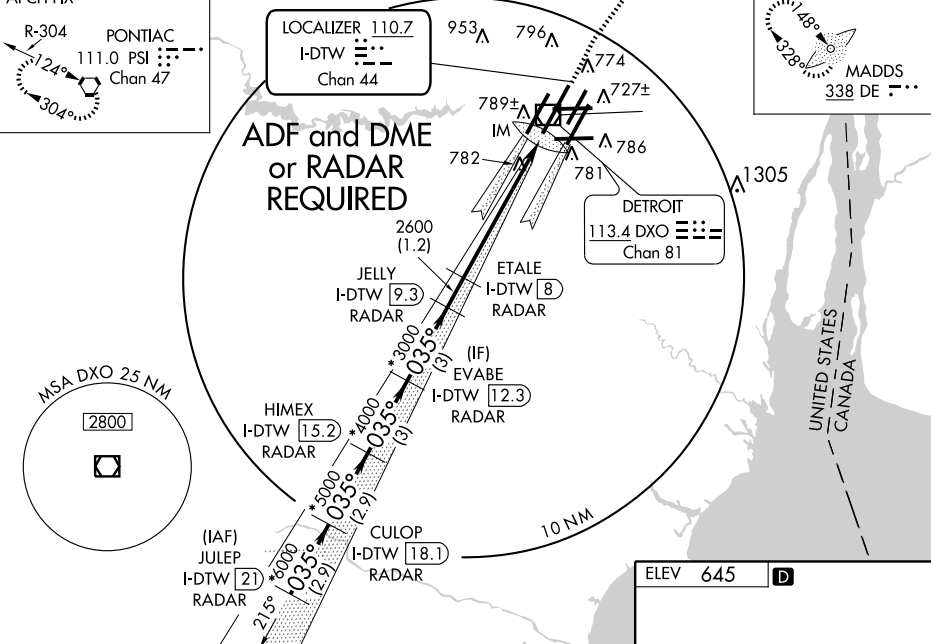 R-304
PONTIAC
111.0 PSI
Chan 47
124°
304°
LOCALIZER 110.7
I-DTW
Chan 44
953
796
774
789±
727±
IM
786
782
781
1305
148°
328°
MADDS
338 DE
ADF and DME
or RADAR
REQUIRED
DETROIT
113.4 DXO
Chan 81
2600
(1.2)
JELLY
I-DTW 9.3
RADAR
ETALE
I-DTW 8
RADAR
*3000
035°
(3)
(IF)
EVABE
I-DTW 12.3
RADAR
HIMEX
I-DTW 15.2
RADAR
*4000
035°
(3)
*5000
035°
(2.9)
CULOP
I-DTW 18.1
RADAR
(IAF)
JULEP
I-DTW 21
RADAR
*6000
035°
(2.9)
215°
MSA DXO 25 NM
2800
10 NM
UNITED STATES
CANADA
ELEV 645 D